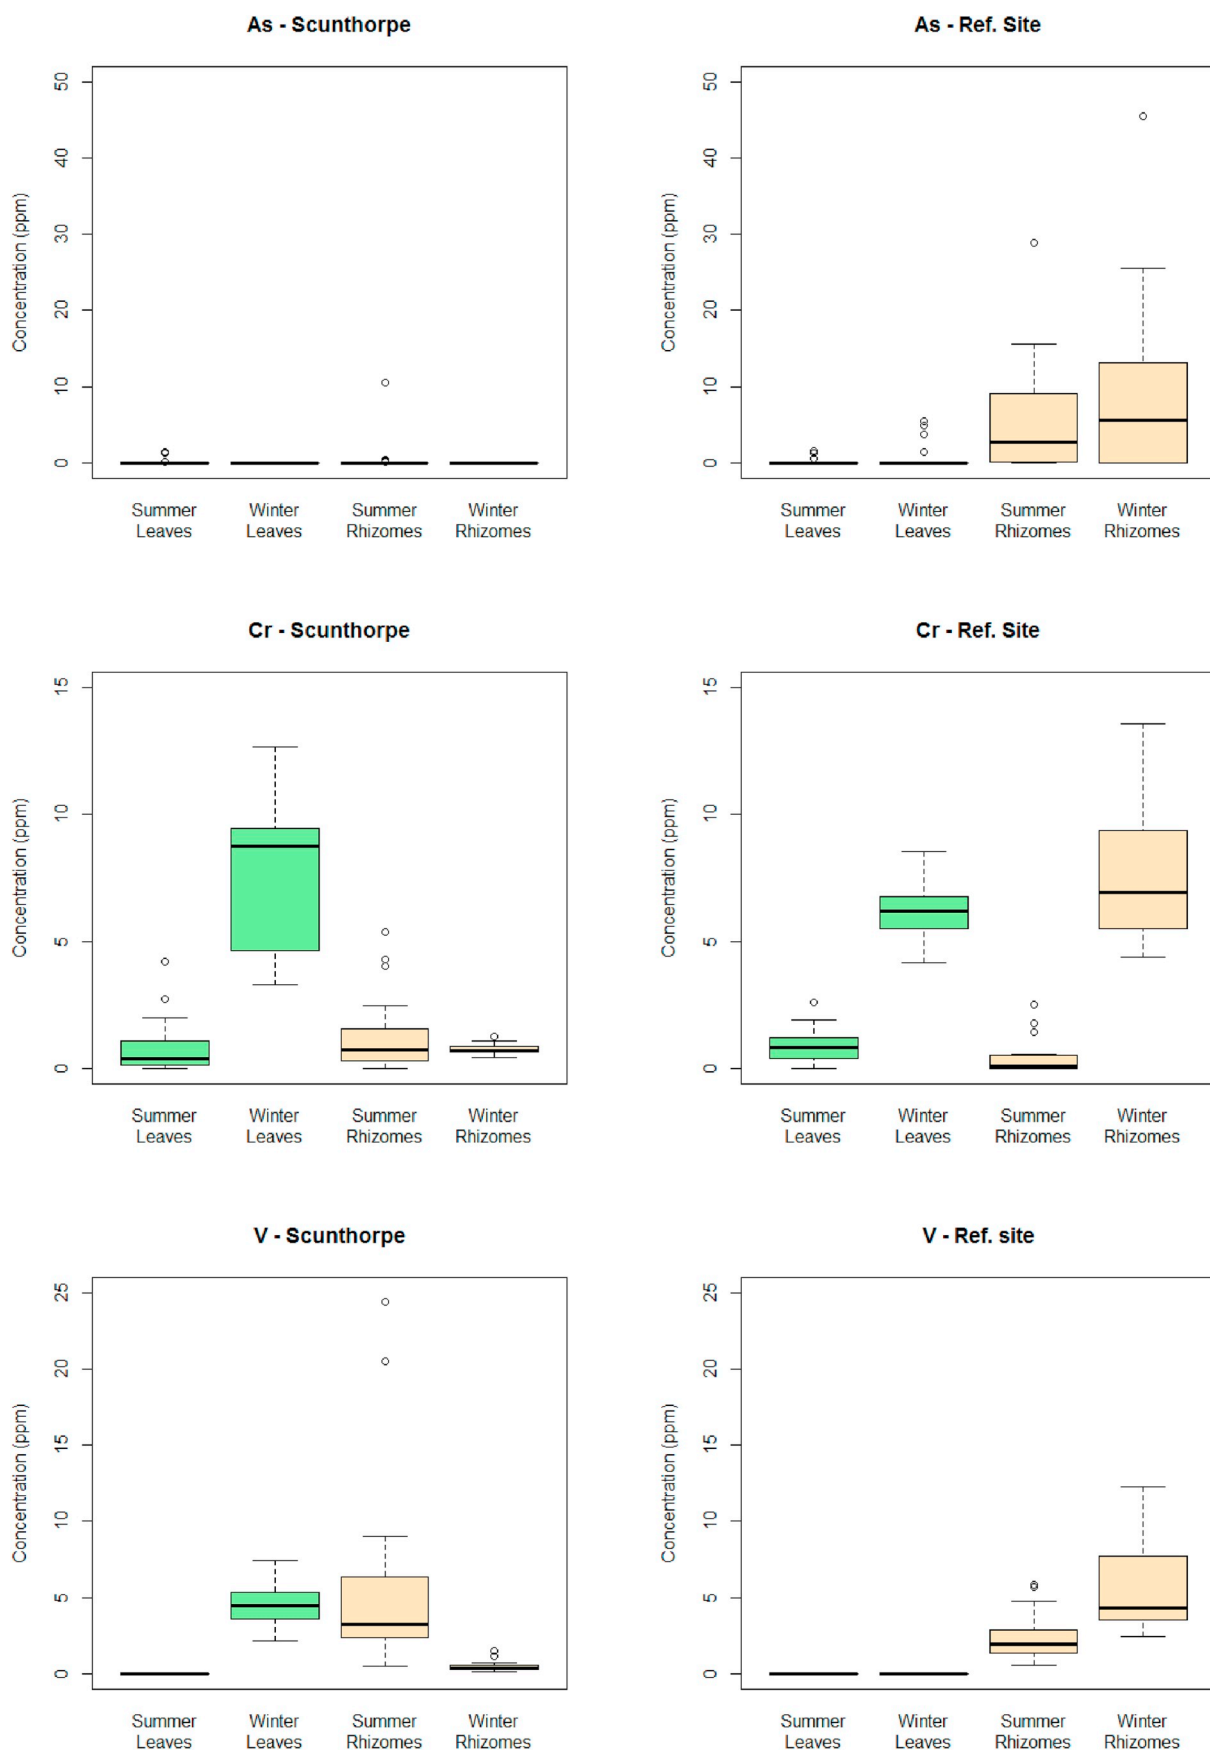 As - Scunthorpe
As - Ref. Site
Concentration (ppm)
50
40
30
20
10
0
Summer Leaves
Winter Leaves
Summer Rhizomes
Winter Rhizomes
Concentration (ppm)
50
40
30
20
10
0
Summer Leaves
Winter Leaves
Summer Rhizomes
Winter Rhizomes
Cr - Scunthorpe
Cr - Ref. Site
Concentration (ppm)
15
10
5
0
Summer Leaves
Winter Leaves
Summer Rhizomes
Winter Rhizomes
Concentration (ppm)
15
10
5
0
Summer Leaves
Winter Leaves
Summer Rhizomes
Winter Rhizomes
V - Scunthorpe
V - Ref. site
Concentration (ppm)
25
20
15
10
5
0
Summer Leaves
Winter Leaves
Summer Rhizomes
Winter Rhizomes
Concentration (ppm)
25
20
15
10
5
0
Summer Leaves
Winter Leaves
Summer Rhizomes
Winter Rhizomes